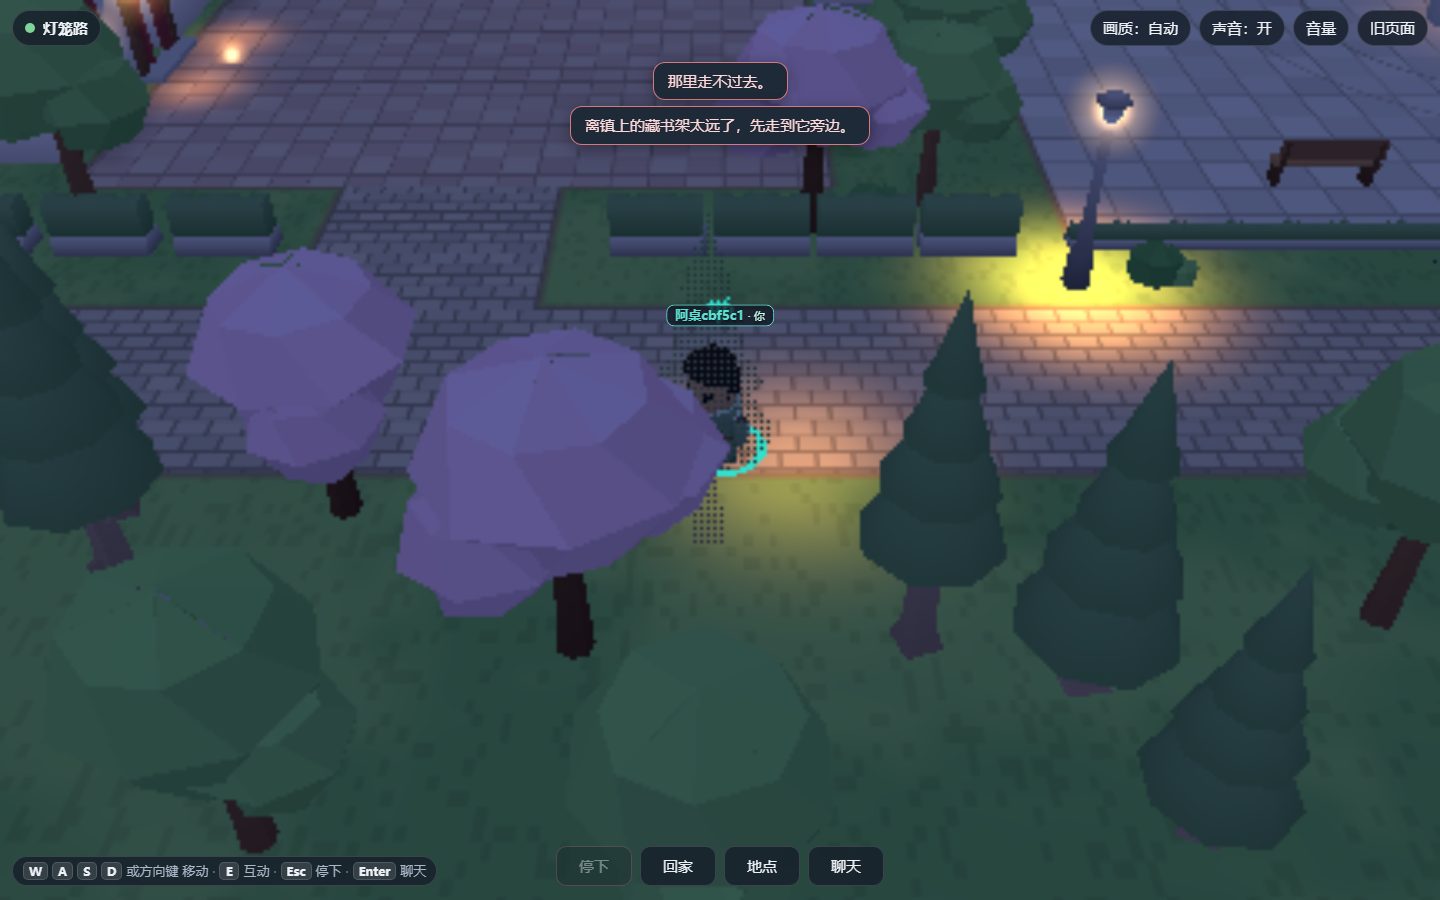 灯笼路
画质：自动
声音：开
音量
旧页面
那里走不过去。
离镇上的藏书架太远了，先走到它旁边。
阿桌cbf5c1 · 你
W A S D 或方向键 移动 · E 互动 · Esc 停下 · Enter 聊天
停下
回家
地点
聊天